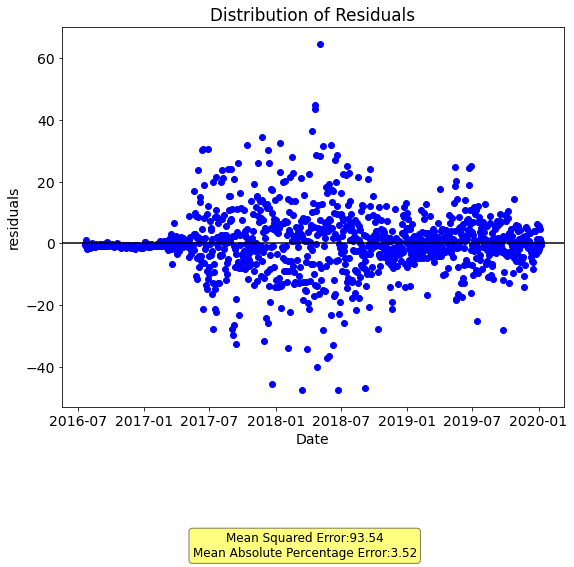 Distribution of Residuals
60
40
20
0
−20
−40
residuals
2016-07 2017-01 2017-07 2018-01 2018-07 2019-01 2019-07 2020-01
Date
Mean Squared Error:93.54
Mean Absolute Percentage Error:3.52